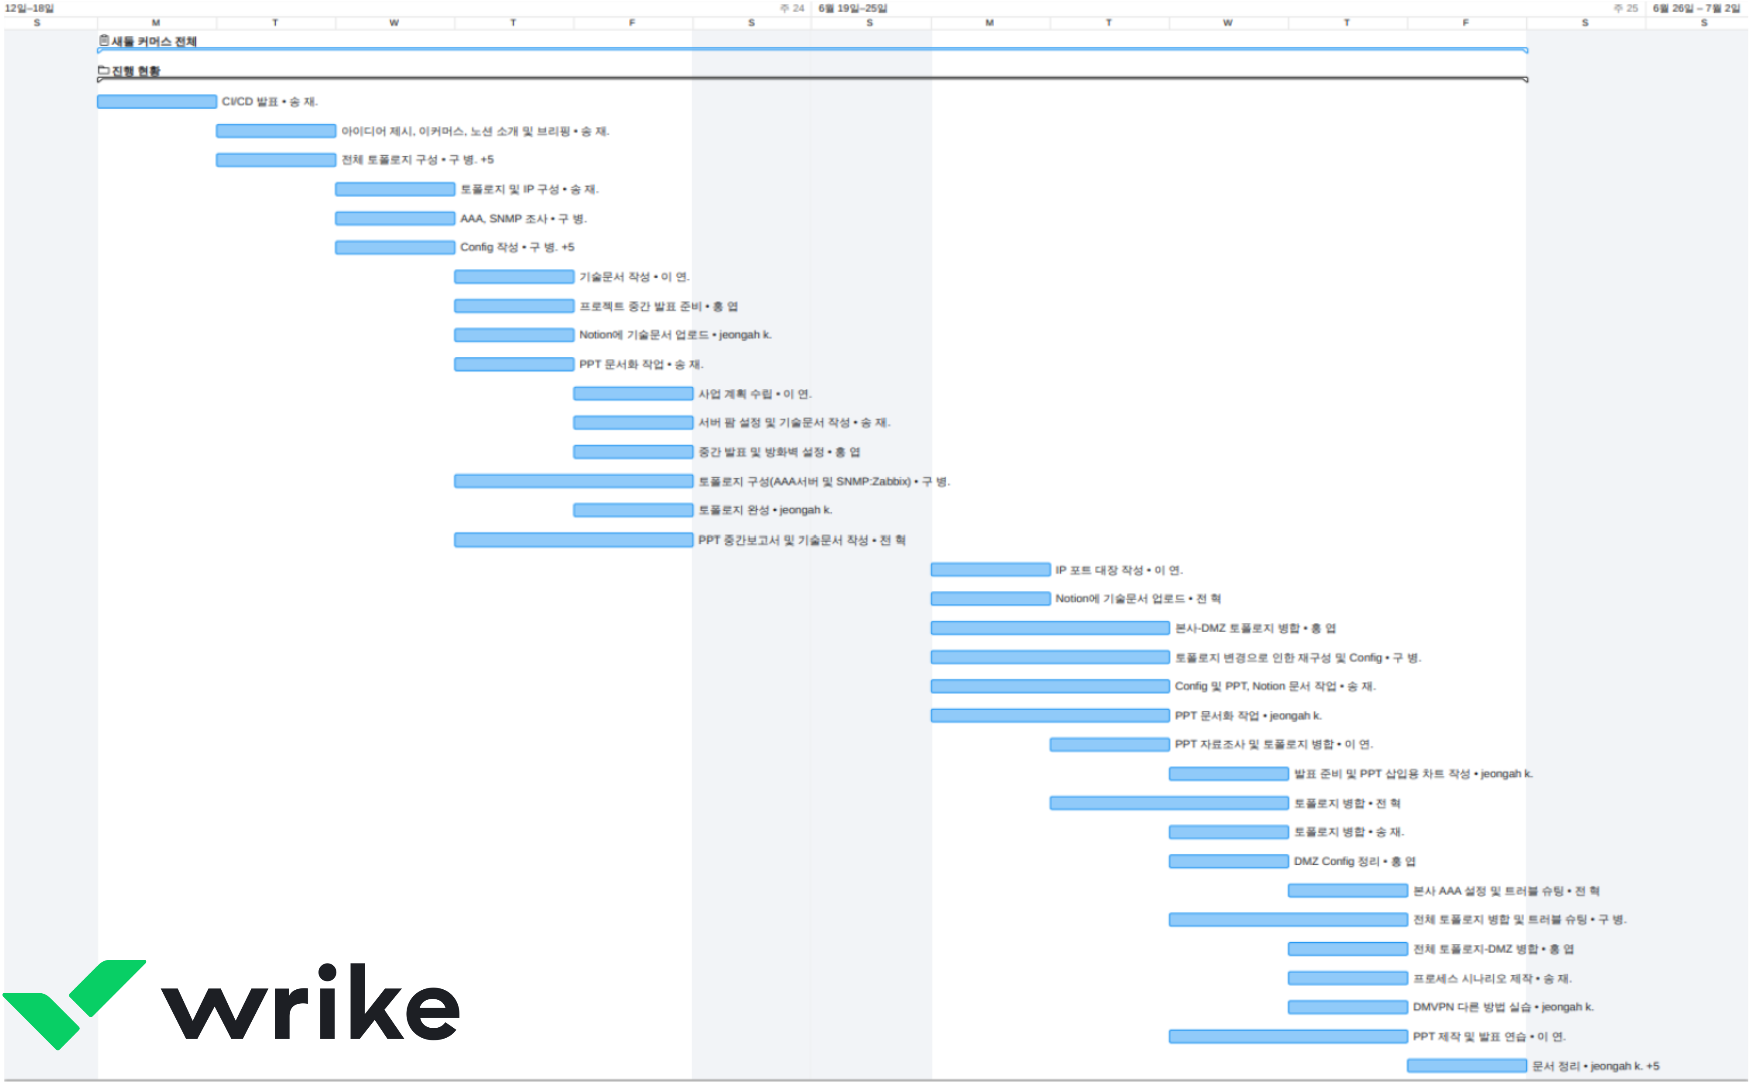 12일–18일 주 24 6월 19일–25일 주 25 6월 26일 – 7월 2일
S M T W T F S S M T W T F S S
새들 커머스 전체
진행 현황
CI/CD 발표 • 송 재.
아이디어 제시, 이커머스, 노션 소개 및 브리핑 • 송 재.
전체 토폴로지 구성 • 구 병. +5
토폴로지 및 IP 구성 • 송 재.
AAA, SNMP 조사 • 구 병.
Config 작성 • 구 병. +5
기술문서 작성 • 이 연.
프로젝트 중간 발표 준비 • 홍 엽
Notion에 기술문서 업로드 • jeongah k.
PPT 문서화 작업 • 송 재.
사업 계획 수립 • 이 연.
서버 팜 설정 및 기술문서 작성 • 송 재.
중간 발표 및 방화벽 설정 • 홍 엽
토폴로지 구성(AAA서버 및 SNMP:Zabbix) • 구 병.
토폴로지 완성 • jeongah k.
PPT 중간보고서 및 기술문서 작성 • 전 혁
IP 포트 대장 작성 • 이 연.
Notion에 기술문서 업로드 • 전 혁
본사-DMZ 토폴로지 병합 • 홍 엽
토폴로지 변경으로 인한 재구성 및 Config • 구 병.
Config 및 PPT, Notion 문서 작업 • 송 재.
PPT 문서화 작업 • jeongah k.
PPT 자료조사 및 토폴로지 병합 • 이 연.
발표 준비 및 PPT 삽입용 차트 작성 • jeongah k.
토폴로지 병합 • 전 혁
토폴로지 병합 • 송 재.
DMZ Config 정리 • 홍 엽
본사 AAA 설정 및 트러블 슈팅 • 전 혁
전체 토폴로지 병합 및 트러블 슈팅 • 구 병.
전체 토폴로지-DMZ 병합 • 홍 엽
프로세스 시나리오 제작 • 송 재.
DMVPN 다른 방법 실습 • jeongah k.
PPT 제작 및 발표 연습 • 이 연.
문서 정리 • jeongah k. +5
wrike